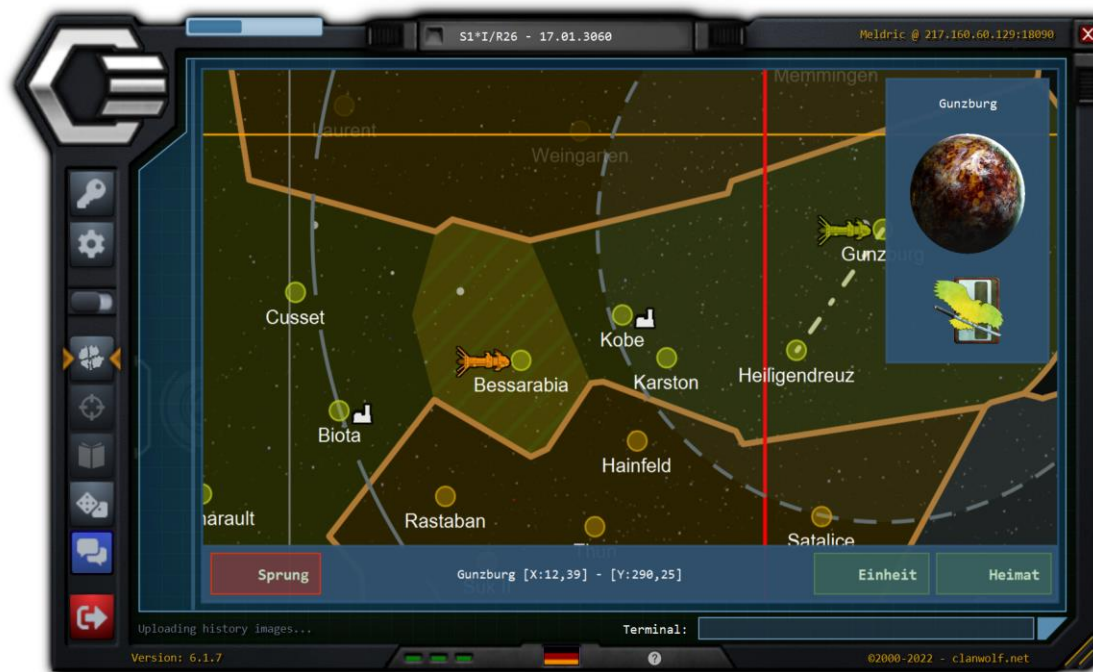 S1*I/R26 - 17.01.3060
Meldric @ 217.160.60.129:18090
Memmingen
Gunzburg
Laurent
Weingarten
Gunzburg
Cusset
Kobe
Karston
Heiligendreuz
Bessarabia
Biota
Hainfeld
Rastaban
arault
Satalice
Thun
Sprung
Gunzburg [X:12,39] - [Y:290,25]
Einheit
Heimat
Uploading history images...
Terminal:
Version: 6.1.7
?
©2000-2022 - clanwolf.net